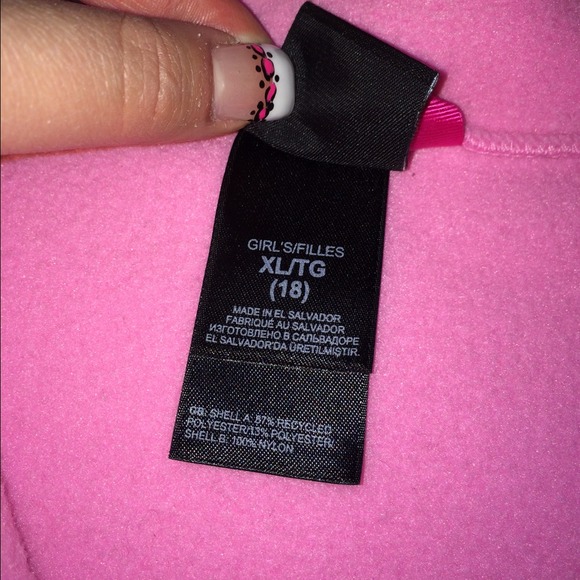 GIRL'S/FILLES
XL/TG
(18)
MADE IN EL SALVADOR
FABRIQUÉ AU SALVADOR
ИЗГОТОВЛЕНО В САЛЬВАДОРЕ
EL SALVADOR'DA ÜRETILMIŞTIR.
GB: SHELL A: 87% RECYCLED
POLYESTER/13% POLYESTER/
SHELL B: 100% NYLON